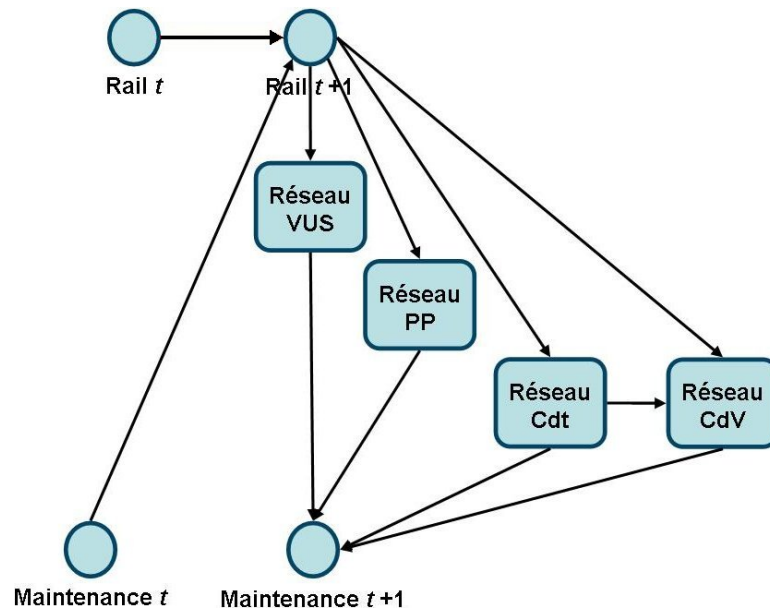 Rail t
Rail t +1
Réseau
VUS
Réseau
PP
Réseau
Cdt
Réseau
CdV
Maintenance t
Maintenance t +1